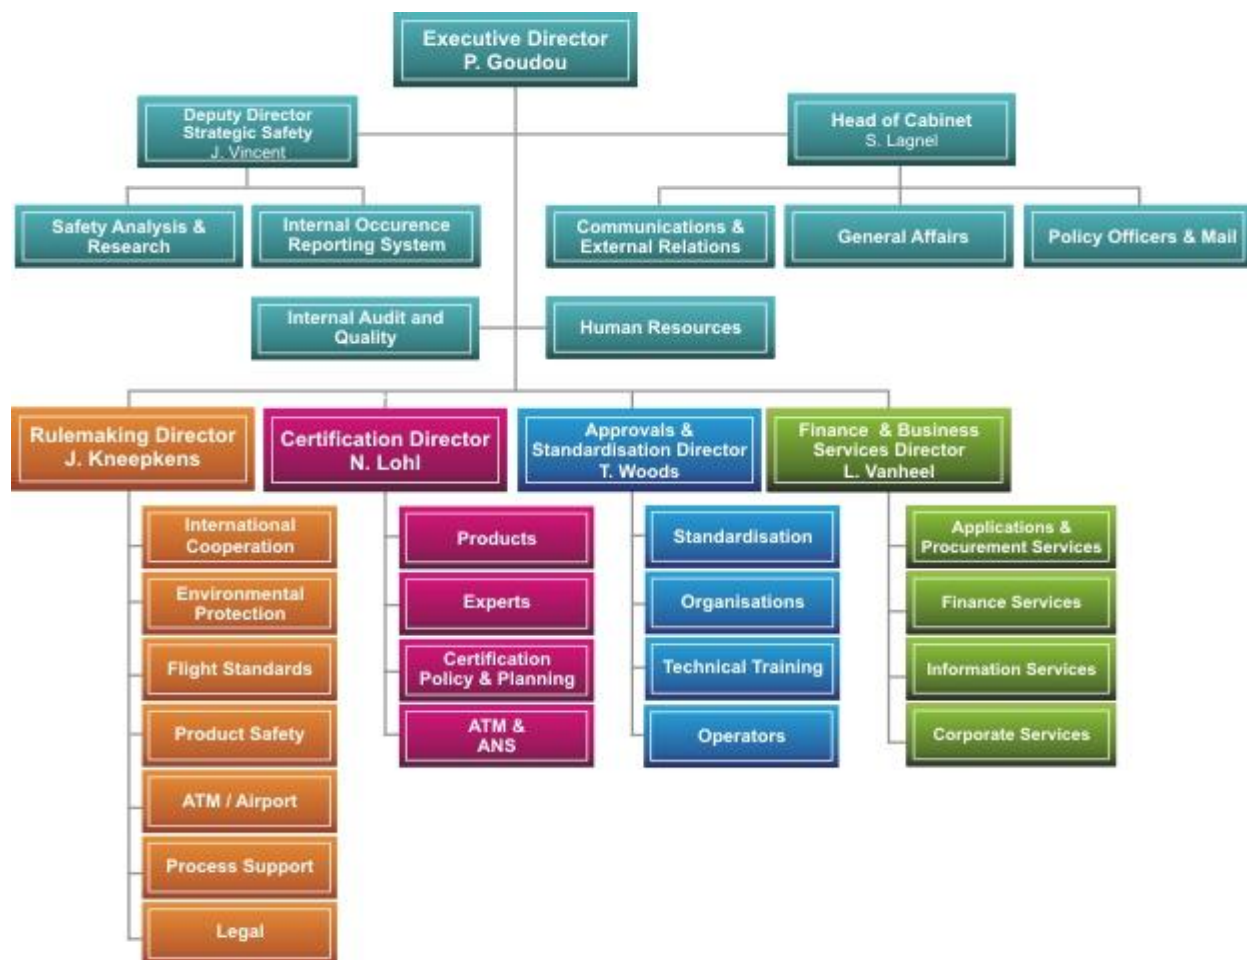 Executive Director
P. Goudou
Deputy Director
Strategic Safety
J. Vincent
Head of Cabinet
S. Lagnel
Safety Analysis &
Research
Internal Occurence
Reporting System
Communications &
External Relations
General Affairs
Policy Officers & Mail
Internal Audit and
Quality
Human Resources
Rulemaking Director
J. Kneepkens
Certification Director
N. Lohl
Approvals &
Standardisation Director
T. Woods
Finance & Business
Services Director
L. Vanheel
International
Cooperation
Environmental
Protection
Flight Standards
Product Safety
ATM / Airport
Process Support
Legal
Products
Experts
Certification
Policy & Planning
ATM &
ANS
Standardisation
Organisations
Technical Training
Operators
Applications &
Procurement Services
Finance Services
Information Services
Corporate Services